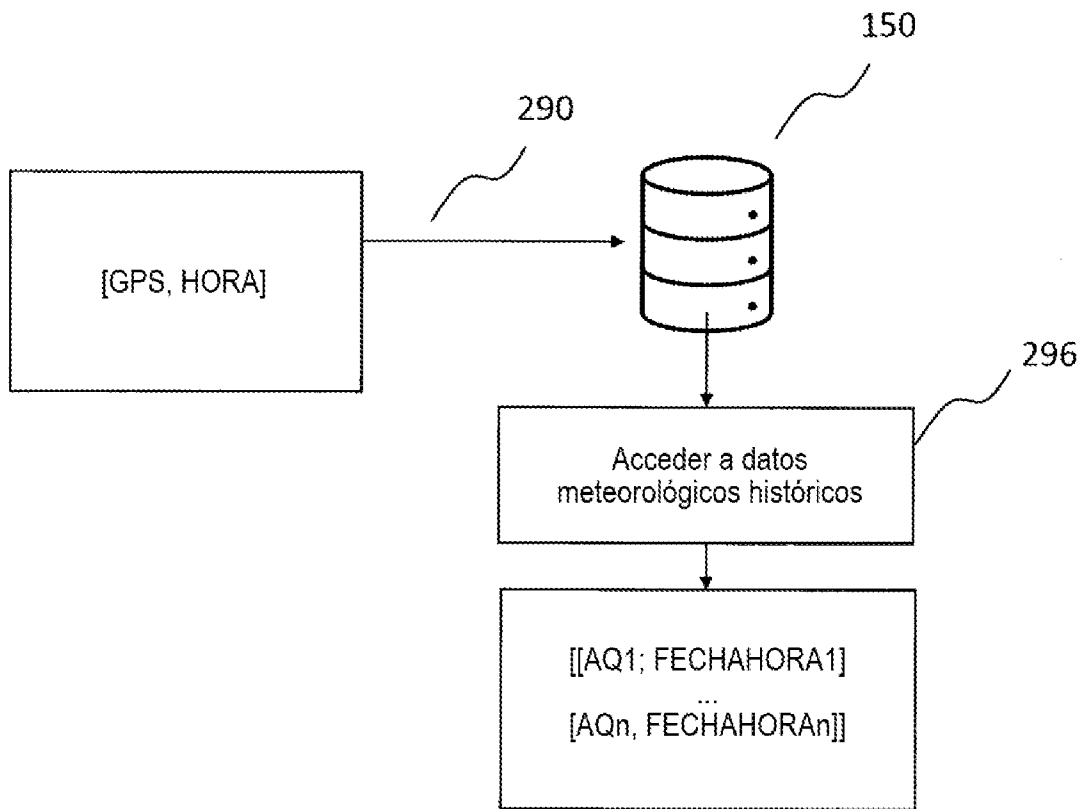 150
290
[GPS, HORA]
296
Acceder a datos
meteorológicos históricos
[[AQ1; FECHAHORA1]
...
[AQn, FECHAHORAn]]